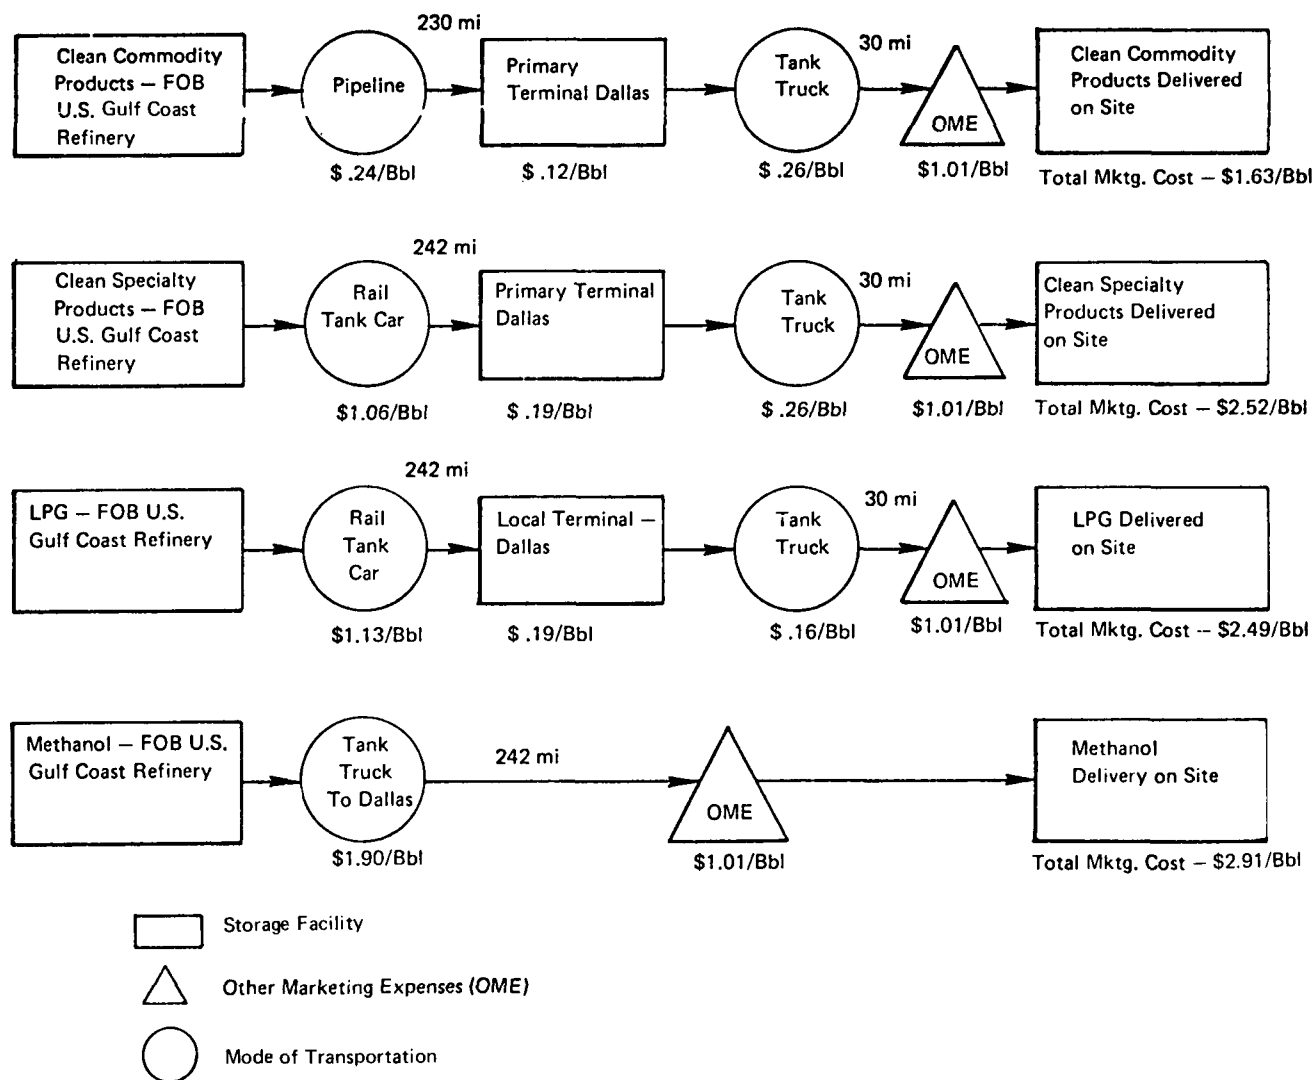 230 mi
Clean Commodity
Products – FOB
U.S. Gulf Coast
Refinery
Pipeline
Primary
Terminal Dallas
Tank
Truck
30 mi
OME
Clean Commodity
Products Delivered
on Site
$ .24/Bbl
$ .12/Bbl
$ .26/Bbl
$1.01/Bbl
Total Mktg. Cost – $1.63/Bbl
242 mi
Clean Specialty
Products – FOB
U.S. Gulf Coast
Refinery
Rail
Tank Car
Primary Terminal
Dallas
Tank
Truck
30 mi
OME
Clean Specialty
Products Delivered
on Site
$1.06/Bbl
$ .19/Bbl
$ .26/Bbl
$1.01/Bbl
Total Mktg. Cost – $2.52/Bbl
242 mi
LPG – FOB U.S.
Gulf Coast Refinery
Rail
Tank
Car
Local Terminal –
Dallas
Tank
Truck
30 mi
OME
LPG Delivered
on Site
$1.13/Bbl
$ .19/Bbl
$ .16/Bbl
$1.01/Bbl
Total Mktg. Cost – $2.49/Bbl
Methanol – FOB U.S.
Gulf Coast Refinery
Tank
Truck
To Dallas
242 mi
OME
Methanol
Delivery on Site
$1.90/Bbl
$1.01/Bbl
Total Mktg. Cost – $2.91/Bbl
Storage Facility
Other Marketing Expenses (OME)
Mode of Transportation